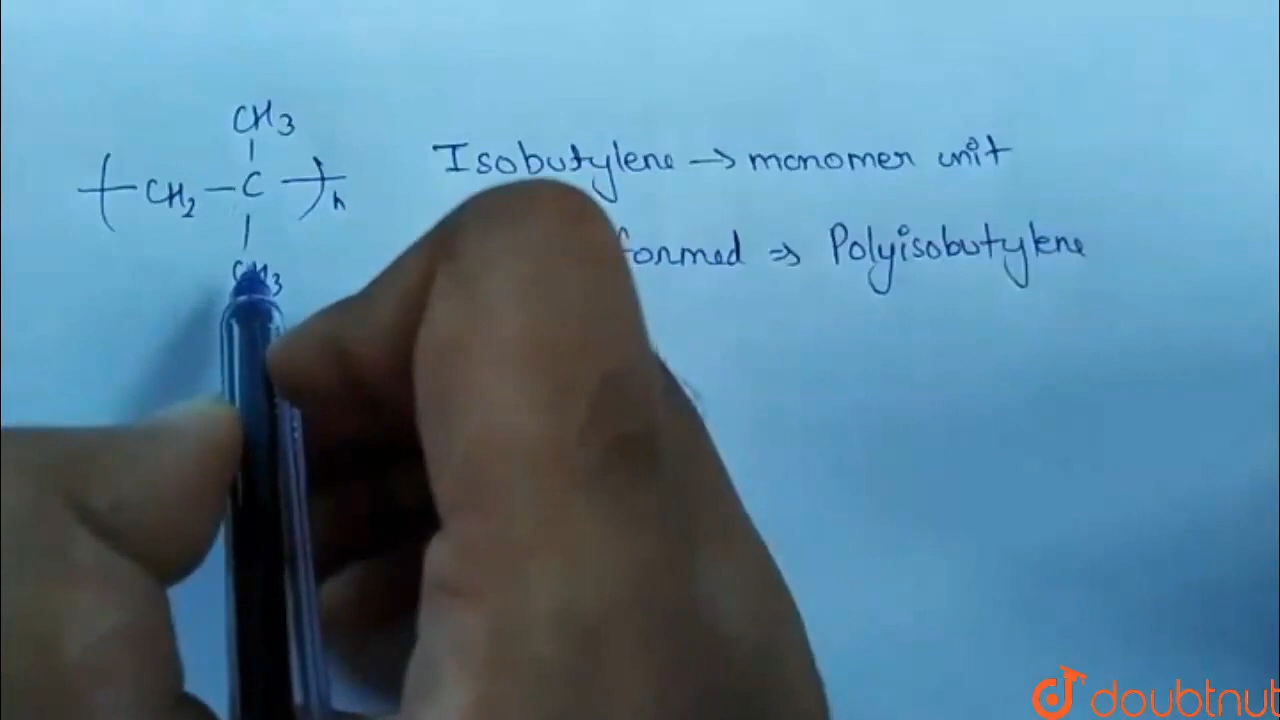 CH3
CH2 – C n
CH3
Isobutylene → monomer unit
formed ⇒ Polyisobutylene
doubtnut